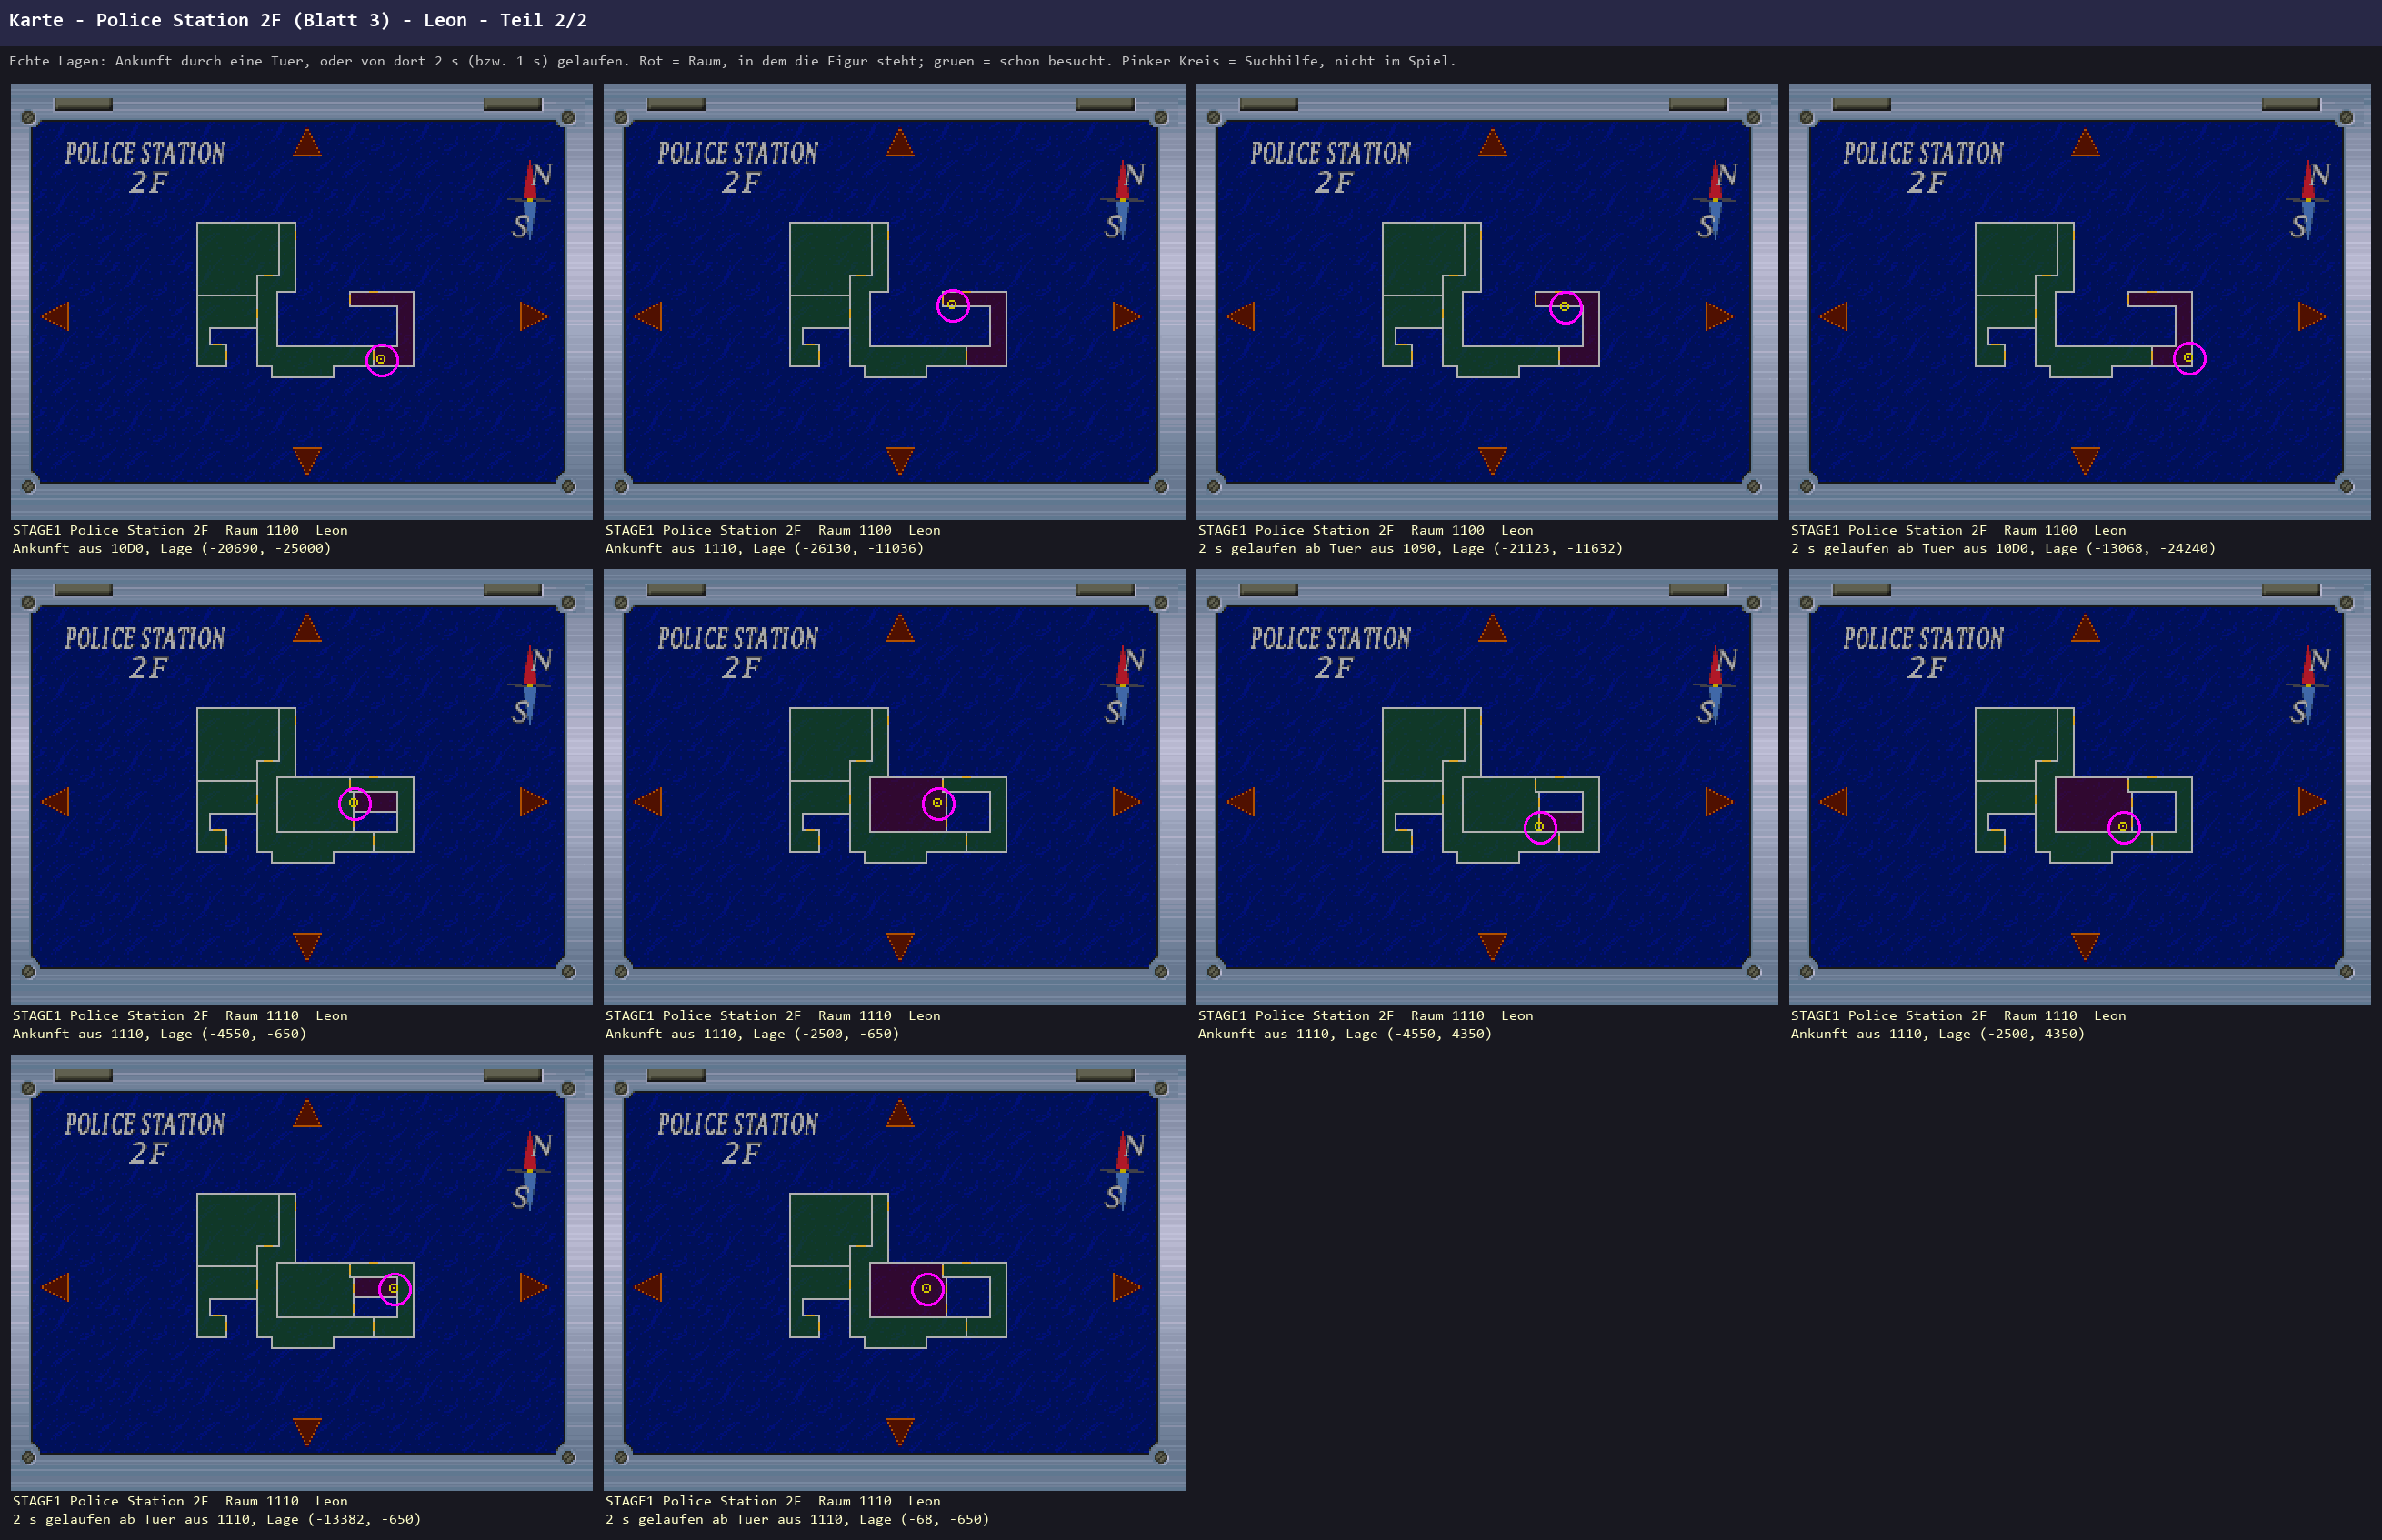 Karte - Police Station 2F (Blatt 3) - Leon - Teil 2/2
Echte Lagen: Ankunft durch eine Tuer, oder von dort 2 s (bzw. 1 s) gelaufen. Rot = Raum, in dem die Figur steht; gruen = schon besucht. Pinker Kreis = Suchhilfe, nicht im Spiel.
POLICE STATION
2F
N
S
STAGE1 Police Station 2F  Raum 1100  Leon
Ankunft aus 10D0, Lage (-20690, -25000)
POLICE STATION
2F
N
S
STAGE1 Police Station 2F  Raum 1100  Leon
Ankunft aus 1110, Lage (-26130, -11036)
POLICE STATION
2F
N
S
STAGE1 Police Station 2F  Raum 1100  Leon
2 s gelaufen ab Tuer aus 1090, Lage (-21123, -11632)
POLICE STATION
2F
N
S
STAGE1 Police Station 2F  Raum 1100  Leon
2 s gelaufen ab Tuer aus 10D0, Lage (-13068, -24240)
POLICE STATION
2F
N
S
STAGE1 Police Station 2F  Raum 1110  Leon
Ankunft aus 1110, Lage (-4550, -650)
POLICE STATION
2F
N
S
STAGE1 Police Station 2F  Raum 1110  Leon
Ankunft aus 1110, Lage (-2500, -650)
POLICE STATION
2F
N
S
STAGE1 Police Station 2F  Raum 1110  Leon
Ankunft aus 1110, Lage (-4550, 4350)
POLICE STATION
2F
N
S
STAGE1 Police Station 2F  Raum 1110  Leon
Ankunft aus 1110, Lage (-2500, 4350)
POLICE STATION
2F
N
S
STAGE1 Police Station 2F  Raum 1110  Leon
2 s gelaufen ab Tuer aus 1110, Lage (-13382, -650)
POLICE STATION
2F
N
S
STAGE1 Police Station 2F  Raum 1110  Leon
2 s gelaufen ab Tuer aus 1110, Lage (-68, -650)